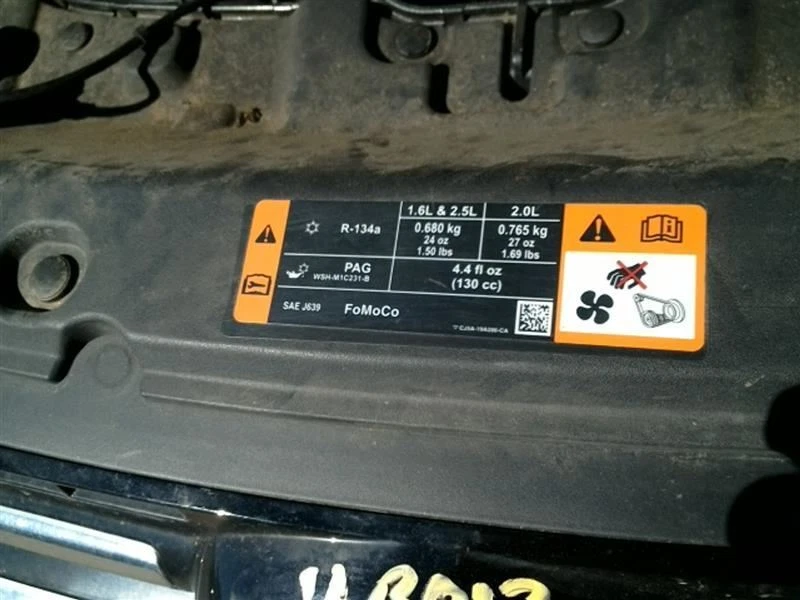 1.6L & 2.5L 2.0L
R-134a 0.680 kg 0.765 kg
24 oz 27 oz
1.50 lbs 1.69 lbs
PAG 4.4 fl oz
WSH-M1C231-B (130 cc)
SAE J639 FoMoCo